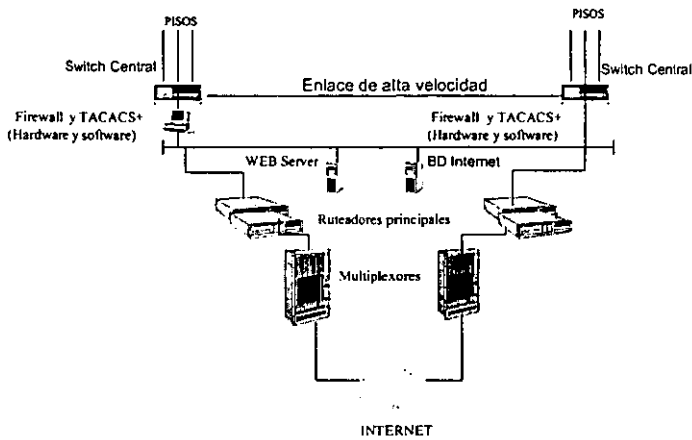 PISOS
PISOS
Switch Central
Switch Central
Enlace de alta velocidad
Firewall y TACACS+
(Hardware y software)
Firewall y TACACS+
(Hardware y software)
WEB Server
BD Internet
Ruteadores principales
Multiplexores
INTERNET